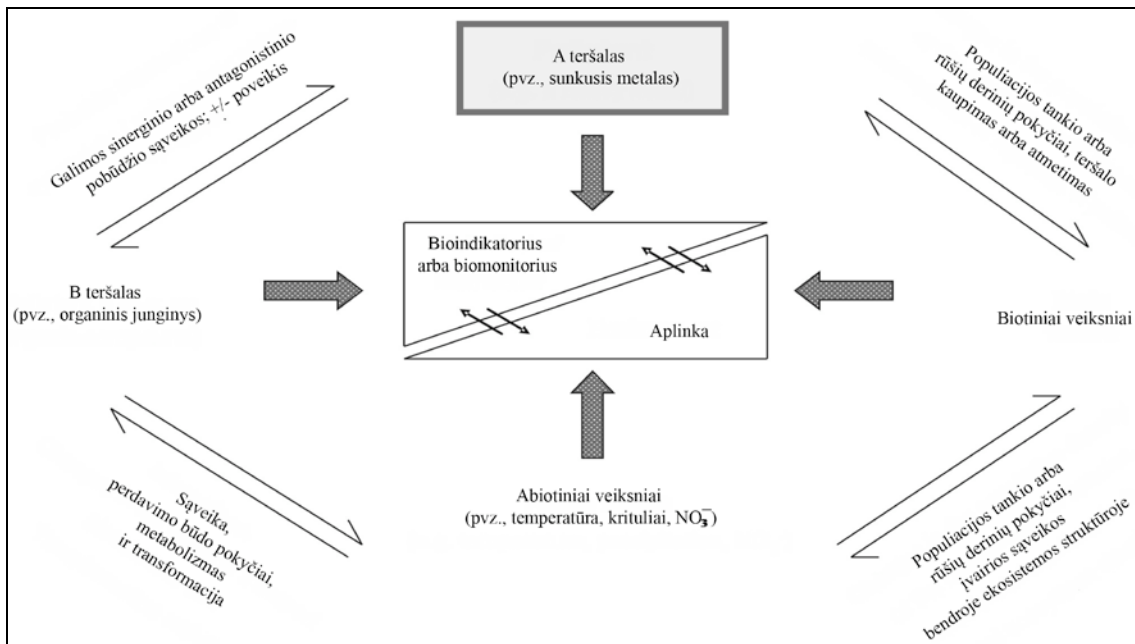 A teršalas
(pvz., sunkusis metalas)
Galimos sinerginio arba antagonistinio
pobūdžio sąveikos; +/- poveikis
Populiacijos tankio arba
rūšių derinių pokyčiai, teršalo
kaupimas arba atmetimas
Bioindikatorius
arba biomonitorius
Aplinka
B teršalas
(pvz., organinis junginys)
Biotiniai veiksniai
Abiotiniai veiksniai
(pvz., temperatūra, krituliai, NO₃⁻)
Sąveika,
perdavimo būdo pokyčiai,
metabolizmas
ir transformacija
Populiacijos tankio arba
rūšių derinių pokyčiai,
įvairios sąveikos
bendroje ekosistemos struktūroje